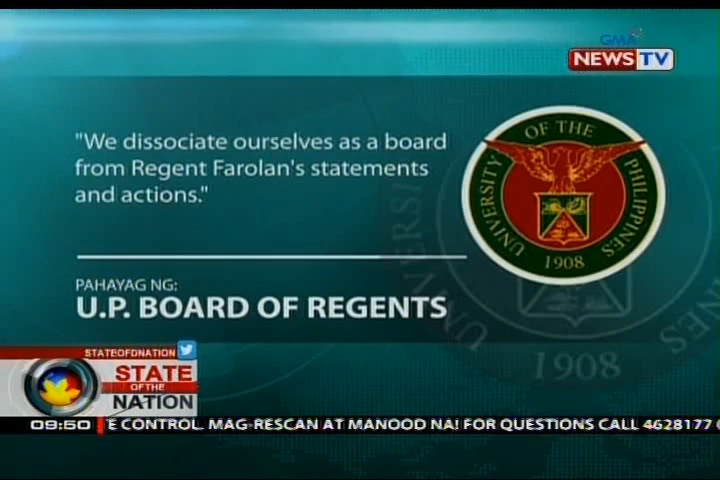 GMA
NEWS TV
"We dissociate ourselves as a board
from Regent Farolan's statements
and actions."
PAHAYAG NG:
U.P. BOARD OF REGENTS
UNIVERSITY OF THE PHILIPPINES
1908
1908
STATEOFDNATION
STATE
OF THE
NATION
09:50
E CONTROL. MAG-RESCAN AT MANOOD NA! FOR QUESTIONS CALL 4628177